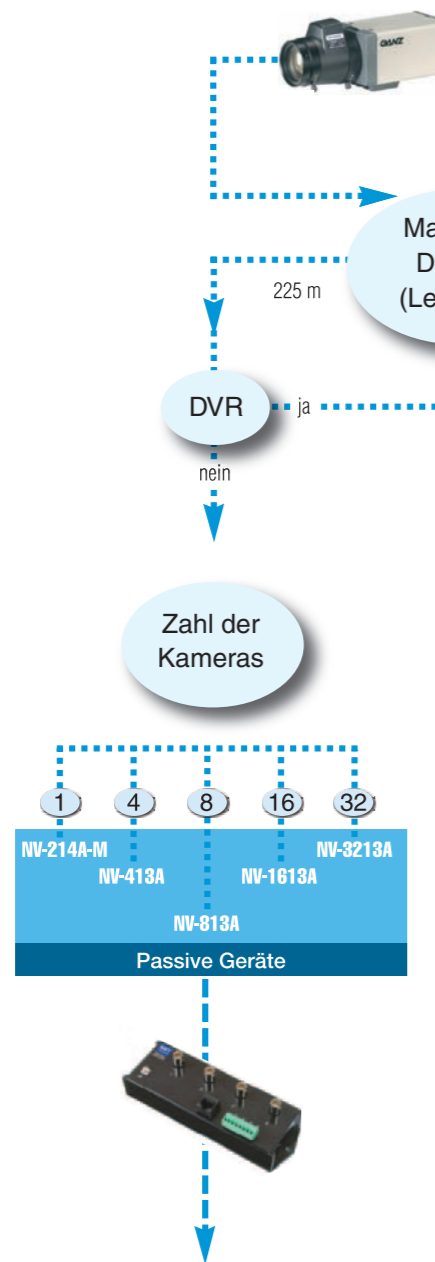 GANZ
Ma
D
(Le
225 m
DVR
ja
nein
Zahl der
Kameras
1 4 8 16 32
NV-214A-M NV-3213A
NV-413A NV-1613A
NV-813A
Passive Geräte